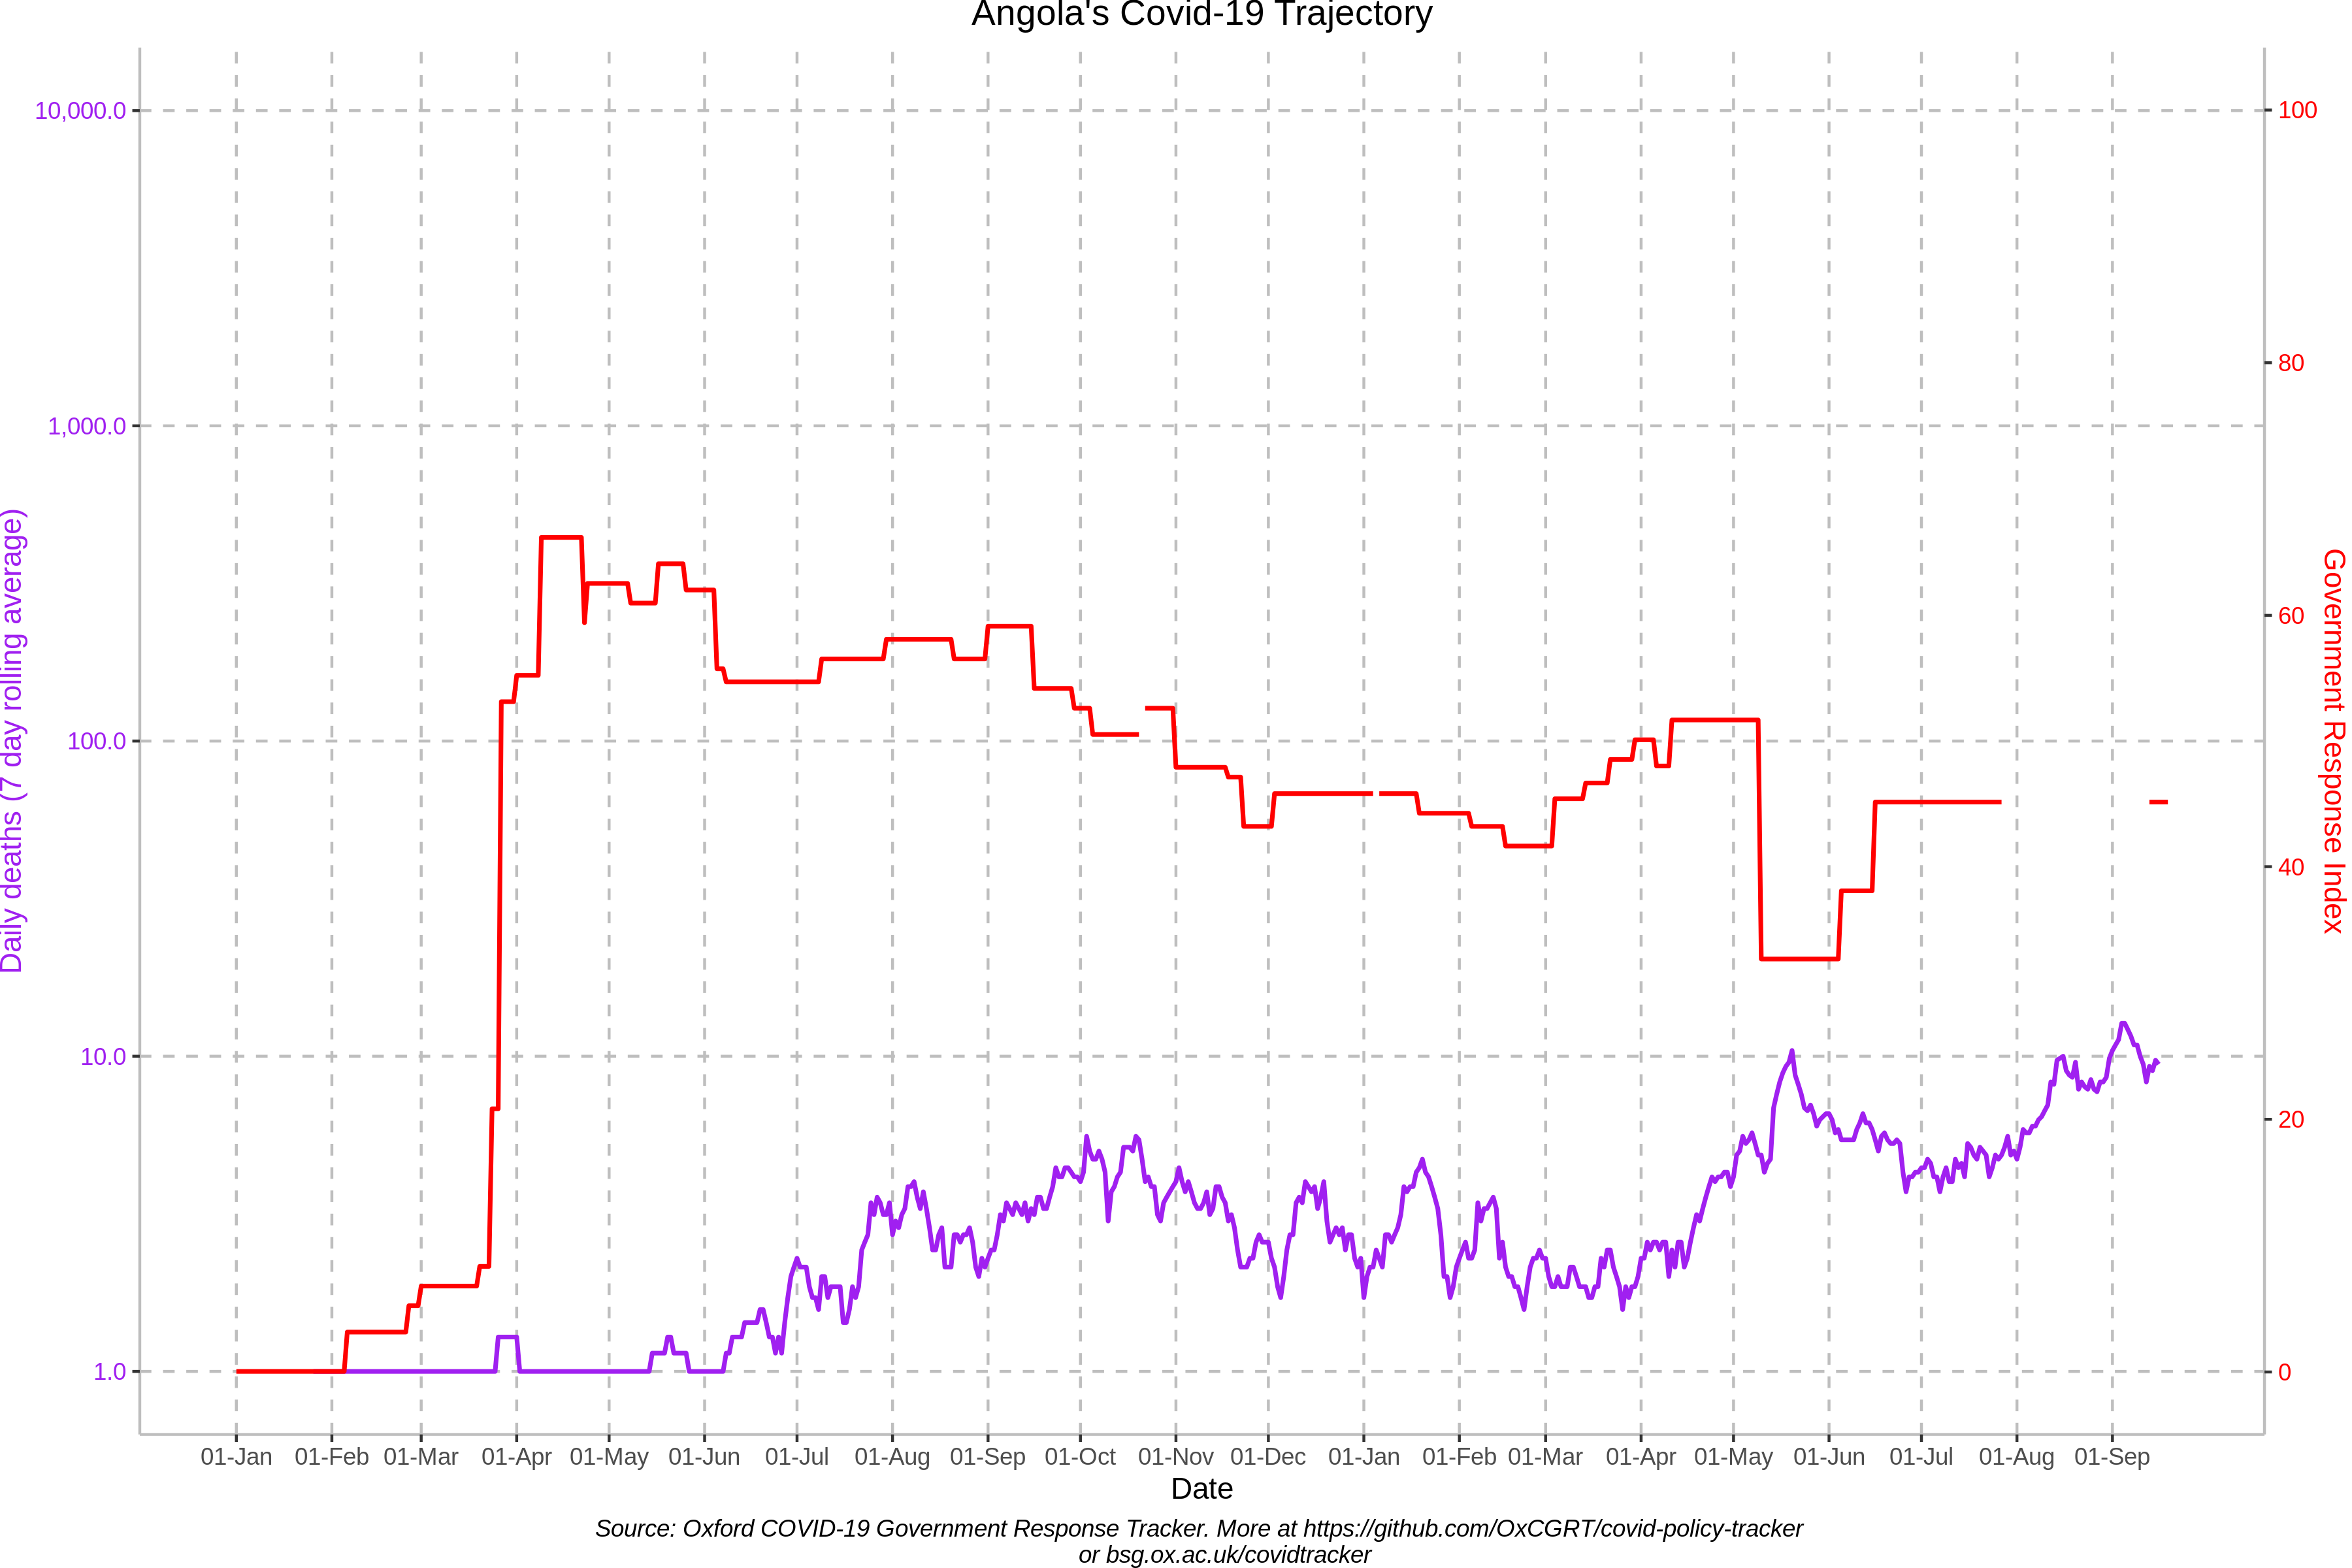 Angola's Covid-19 Trajectory
10,000.0
1,000.0
100.0
10.0
1.0
Daily deaths (7 day rolling average)
100
80
60
40
20
0
Government Response Index
01-Jan 01-Feb 01-Mar 01-Apr 01-May 01-Jun 01-Jul 01-Aug 01-Sep 01-Oct 01-Nov 01-Dec 01-Jan 01-Feb 01-Mar 01-Apr 01-May 01-Jun 01-Jul 01-Aug 01-Sep
Date
Source: Oxford COVID-19 Government Response Tracker. More at https://github.com/OxCGRT/covid-policy-tracker
or bsg.ox.ac.uk/covidtracker